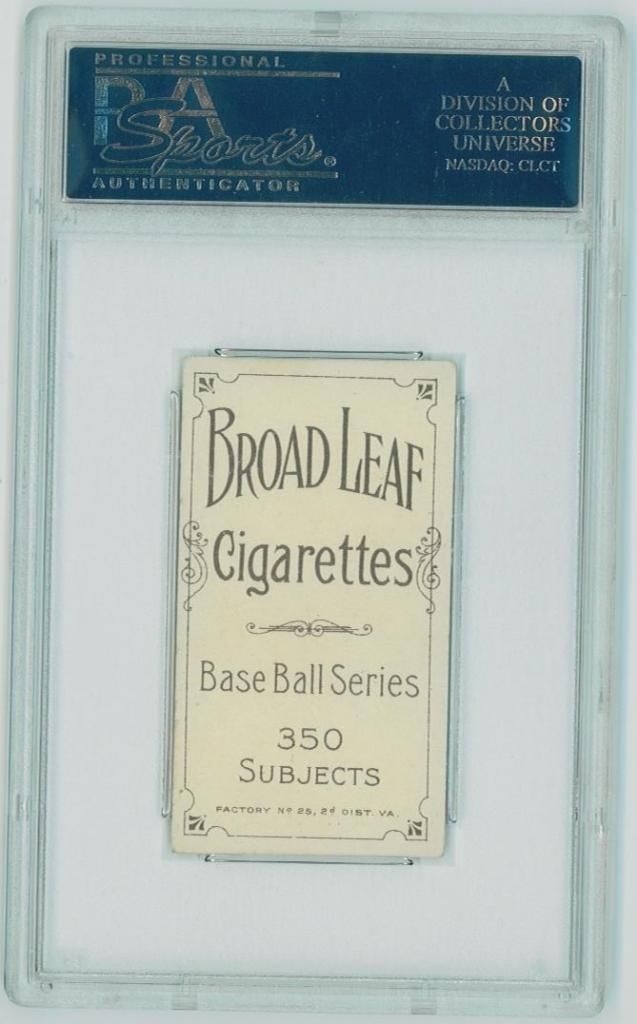 PROFESSIONAL
PSA
Sports®
AUTHENTICATOR
A
DIVISION OF
COLLECTORS
UNIVERSE
NASDAQ: CLCT
BROAD LEAF
Cigarettes
Base Ball Series
350
SUBJECTS
FACTORY Nº 25, 2d DIST. VA.